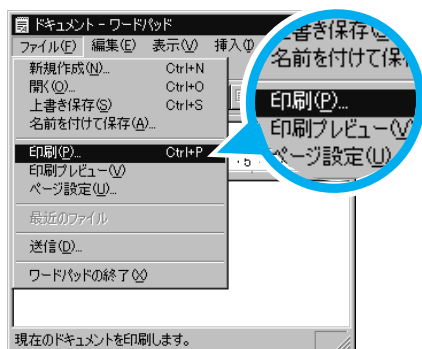 ドキュメント - ワードパッド
ファイル(F) 編集(E) 表示(V) 挿入(I)
新規作成(N)... Ctrl+N
開く(O)... Ctrl+O
上書き保存(S) Ctrl+S
名前を付けて保存(A)...
印刷(P)... Ctrl+P
印刷プレビュー(V)
ページ設定(U)...
最近のファイル
送信(D)...
ワードパッドの終了(X)
上書き保存(
名前を付けて保
印刷(P)...
印刷プレビュー(V
ページ設定(U)
5
現在のドキュメントを印刷します。